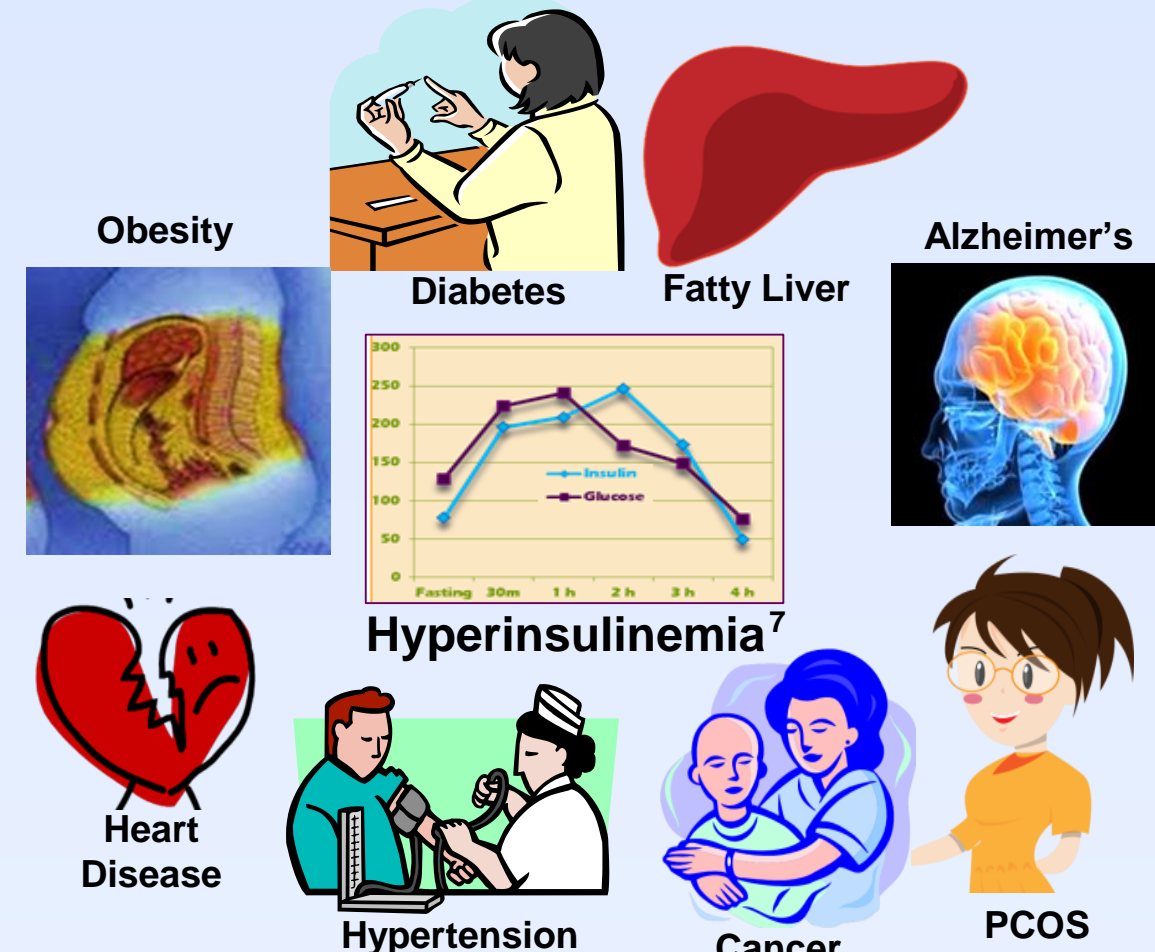 Obesity
Alzheimer's
Diabetes
Fatty Liver
300
250
200
150
100
50
0
Insulin
Glucose
Fasting 30m 1 h 2 h 3 h 4 h
Hyperinsulinemia⁷
Heart
Disease
Hypertension
Cancer
PCOS